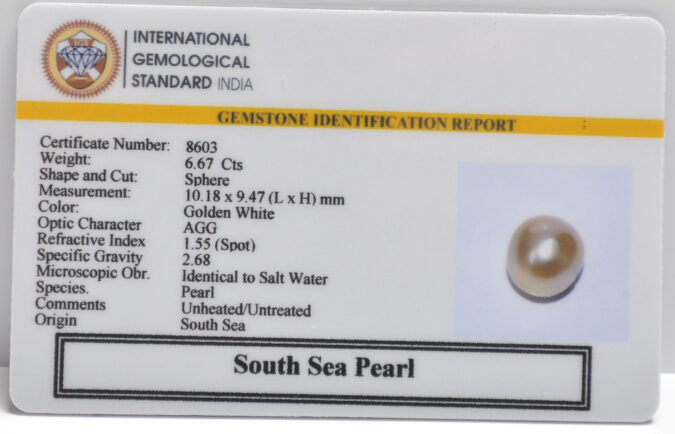 IGS
INTERNATIONAL
GEMOLOGICAL
STANDARD INDIA
GEMSTONE IDENTIFICATION REPORT
Certificate Number: 8603
Weight: 6.67 Cts
Shape and Cut: Sphere
Measurement: 10.18 x 9.47 (L x H) mm
Color: Golden White
Optic Character AGG
Refractive Index 1.55 (Spot)
Specific Gravity 2.68
Microscopic Obr. Identical to Salt Water
Species. Pearl
Comments Unheated/Untreated
Origin South Sea
South Sea Pearl